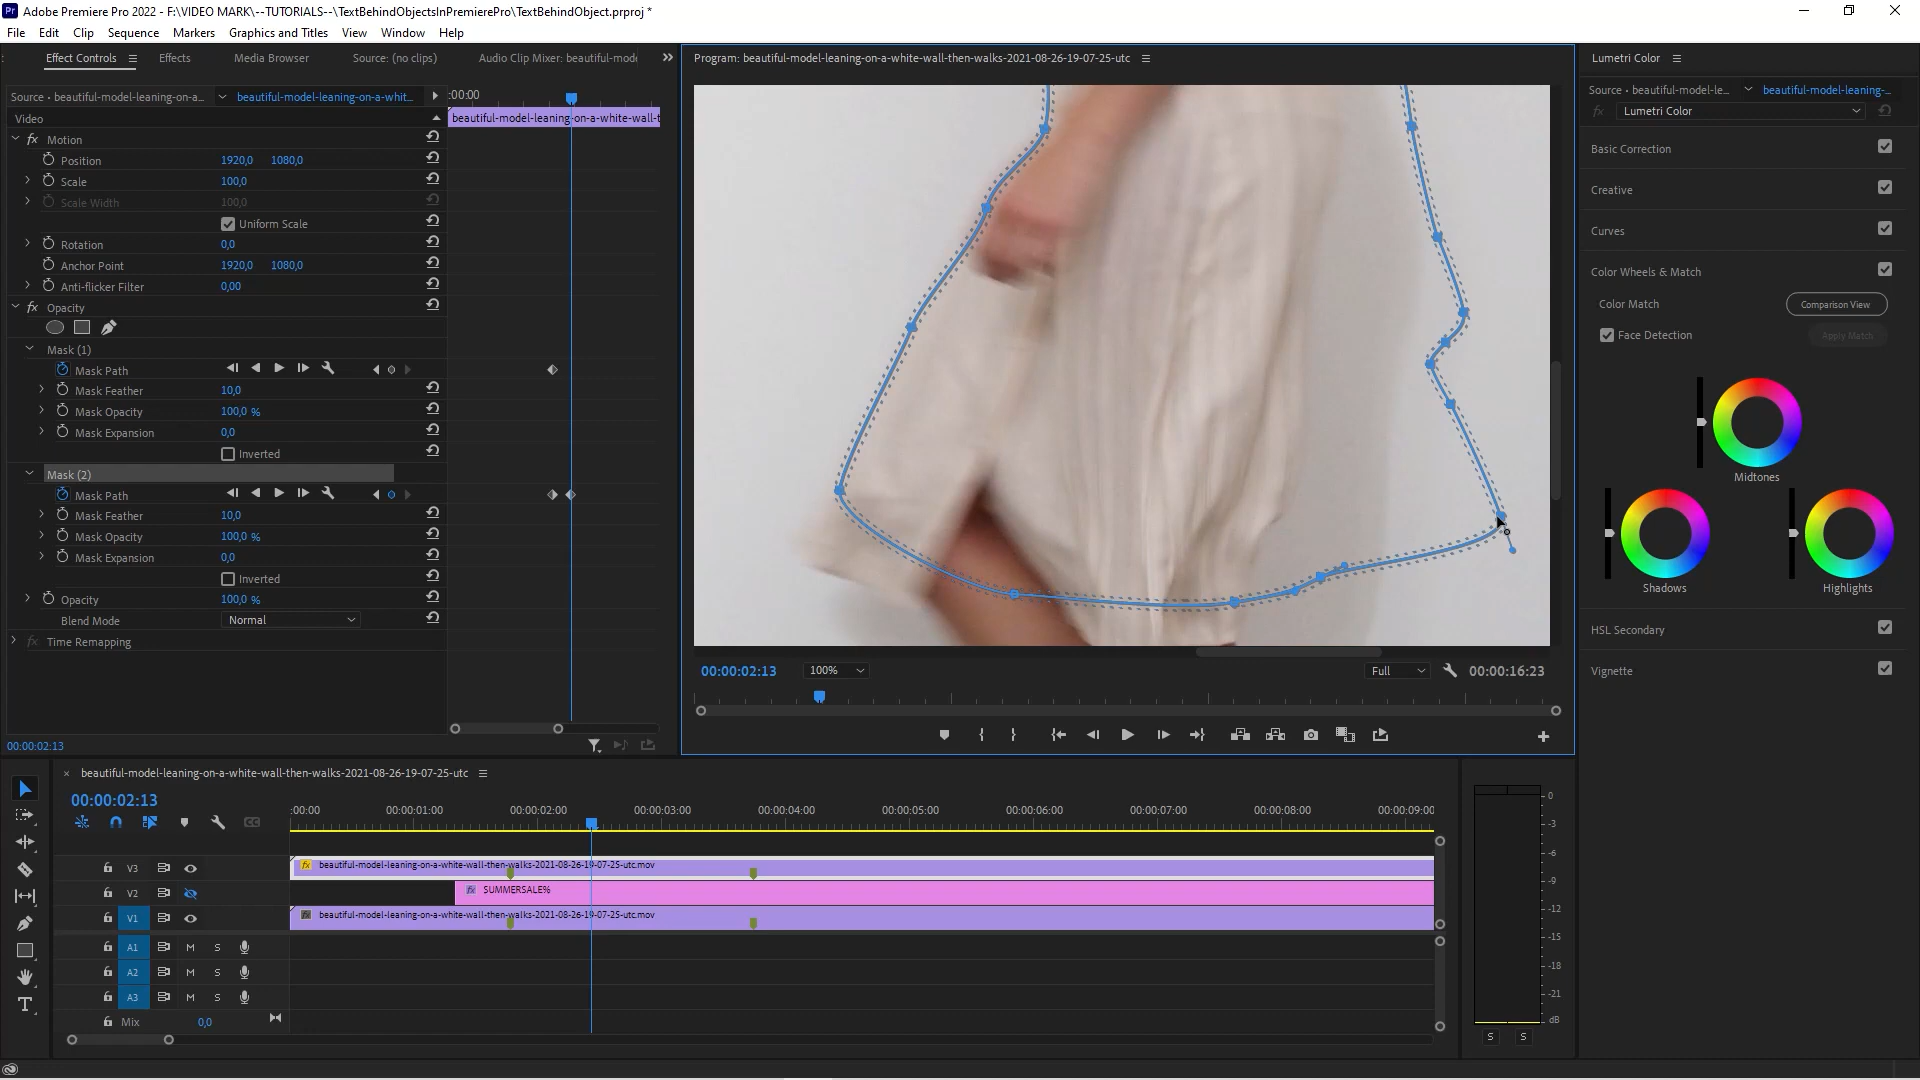 Pr Adobe Premiere Pro 2022 - F:\VIDEO MARK\--TUTORIALS--\TextBehindObjectsInPremierePro\TextBehindObject.prproj *
File Edit Clip Sequence Markers Graphics and Titles View Window Help
Effect Controls Effects Media Browser Source: (no clips) Audio Clip Mixer: beautiful-mode
Source • beautiful-model-leaning-on-a... beautiful-model-leaning-on-a-whit... :00:00
Video beautiful-model-leaning-on-a-white-wall-t
fx Motion
Position 1920,0 1080,0
Scale 100,0
Scale Width 100,0
Uniform Scale
Rotation 0,0
Anchor Point 1920,0 1080,0
Anti-flicker Filter 0,00
fx Opacity
Mask (1)
Mask Path
Mask Feather 10,0
Mask Opacity 100,0 %
Mask Expansion 0,0
Inverted
Mask (2)
Mask Path
Mask Feather 10,0
Mask Opacity 100,0 %
Mask Expansion 0,0
Inverted
Opacity 100,0 %
Blend Mode Normal
fx Time Remapping
00:00:02:13
Program: beautiful-model-leaning-on-a-white-wall-then-walks-2021-08-26-19-07-25-utc
00:00:02:13 100% Full 00:00:16:23
Lumetri Color
Source • beautiful-model-le... beautiful-model-leaning-...
fx Lumetri Color
Basic Correction
Creative
Curves
Color Wheels & Match
Color Match Comparison View
Face Detection Apply Match
Midtones
Shadows Highlights
HSL Secondary
Vignette
× beautiful-model-leaning-on-a-white-wall-then-walks-2021-08-26-19-07-25-utc
00:00:02:13
:00:00 00:00:01:00 00:00:02:00 00:00:03:00 00:00:04:00 00:00:05:00 00:00:06:00 00:00:07:00 00:00:08:00 00:00:09:00
V3 fx beautiful-model-leaning-on-a-white-wall-then-walks-2021-08-26-19-07-25-utc.mov
V2 fx SUMMERSALE%
V1 fx beautiful-model-leaning-on-a-white-wall-then-walks-2021-08-26-19-07-25-utc.mov
A1 M S
A2 M S
A3 M S
Mix 0,0
0
-3
-6
-9
-12
-15
-18
-21
dB
S S